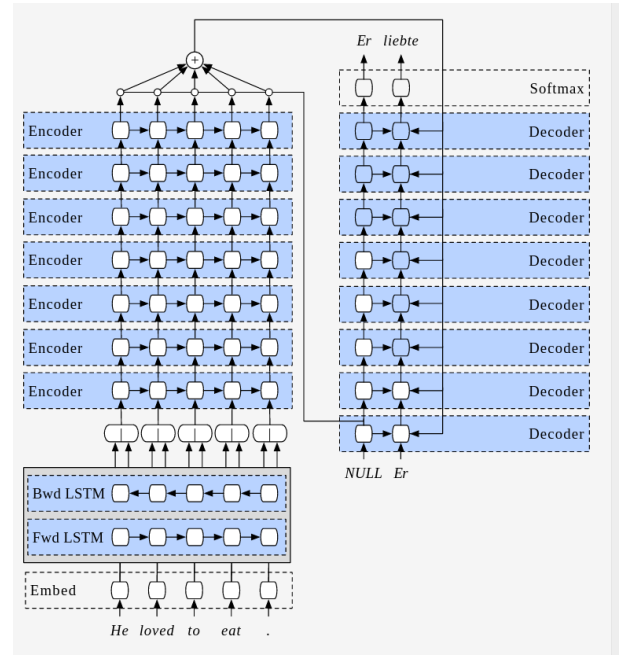 Er liebte
Softmax
Encoder
Encoder
Encoder
Encoder
Encoder
Encoder
Encoder
Decoder
Decoder
Decoder
Decoder
Decoder
Decoder
Decoder
Decoder
NULL Er
Bwd LSTM
Fwd LSTM
Embed
He loved to eat .